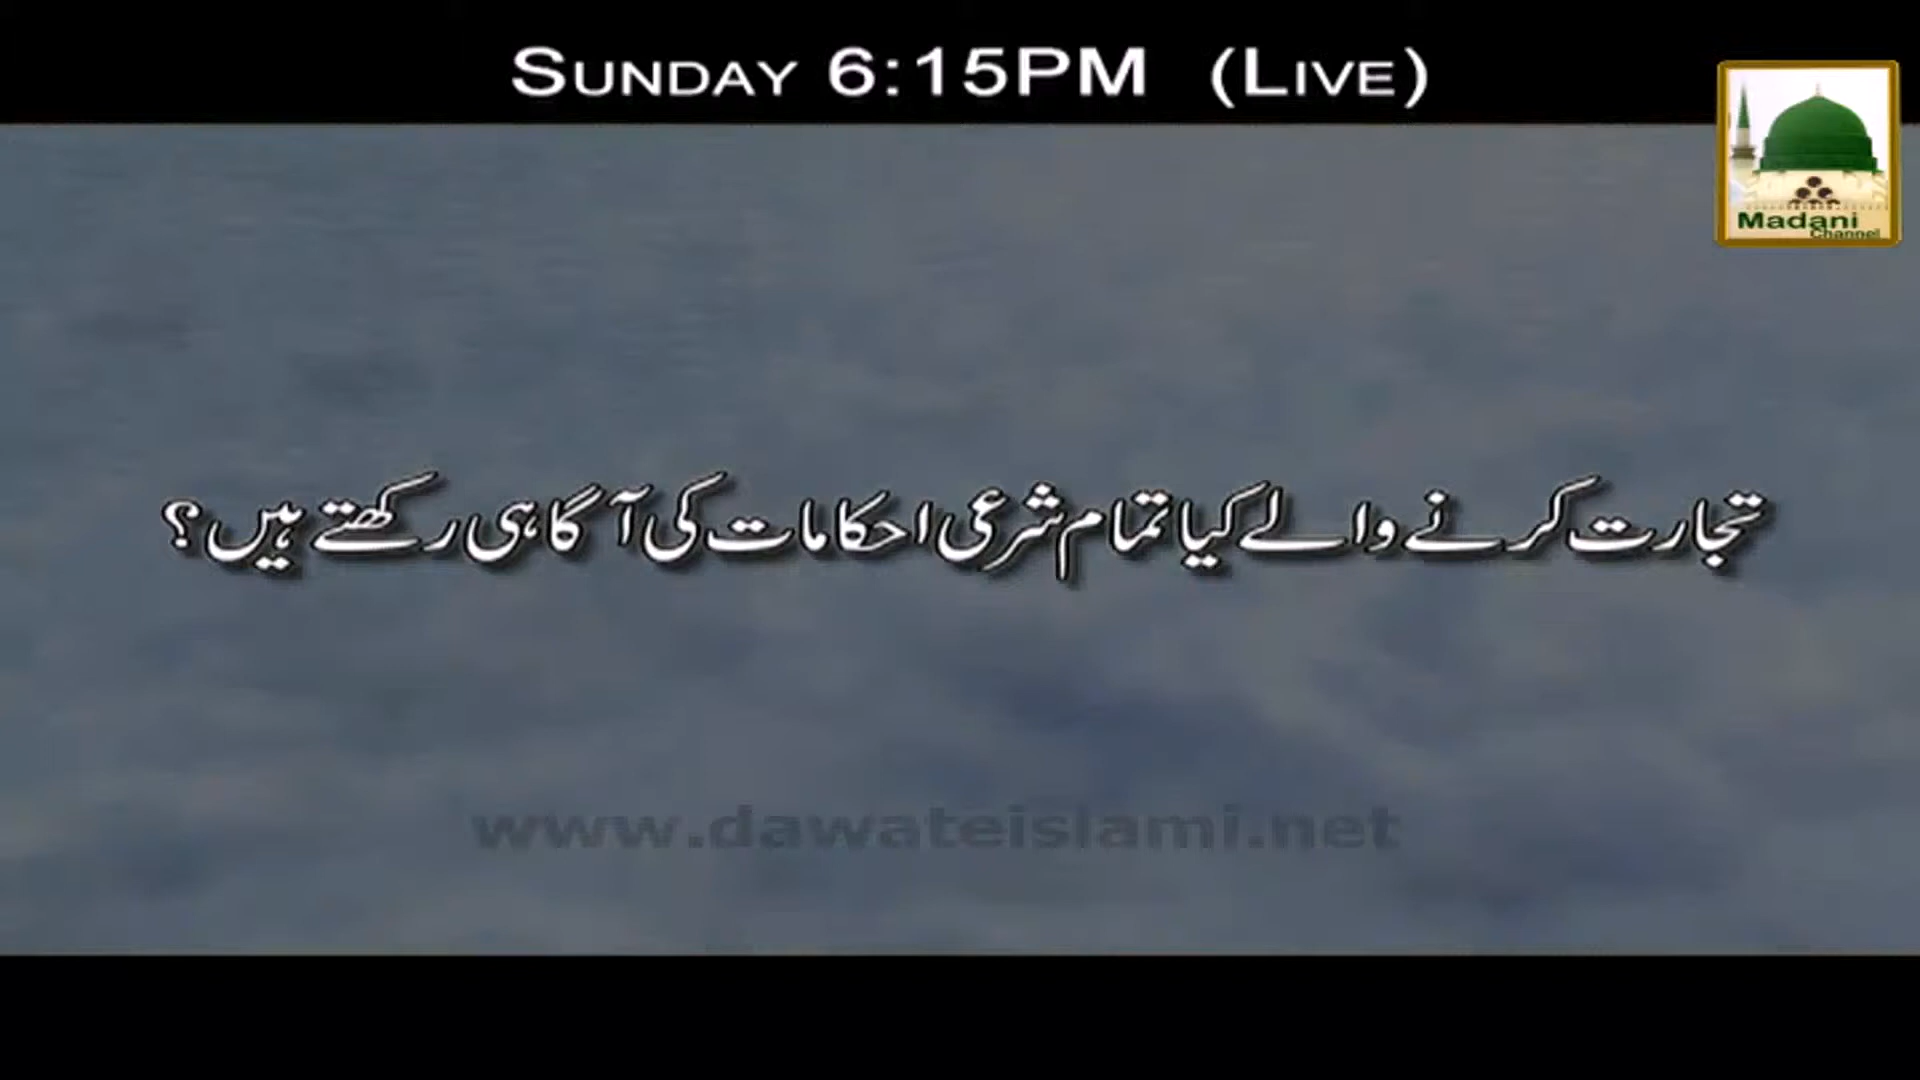 SUNDAY 6:15PM (LIVE)
Madani
Channel
تجارت کرنے والے کیا تمام شرعی احکامات کی آگاہی رکھتے ہیں؟
www.dawateislami.net